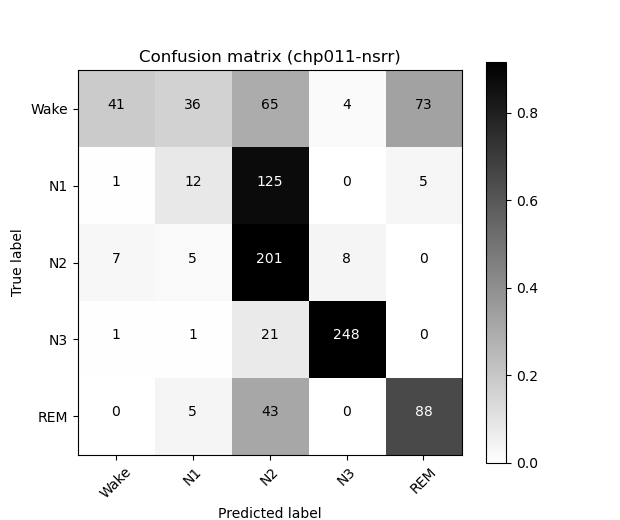 Confusion matrix (chp011-nsrr)
Wake 41 36 65 4 73
N1 1 12 125 0 5
N2 7 5 201 8 0
N3 1 1 21 248 0
REM 0 5 43 0 88
Wake N1 N2 N3 REM
True label
Predicted label
0.8
0.6
0.4
0.2
0.0